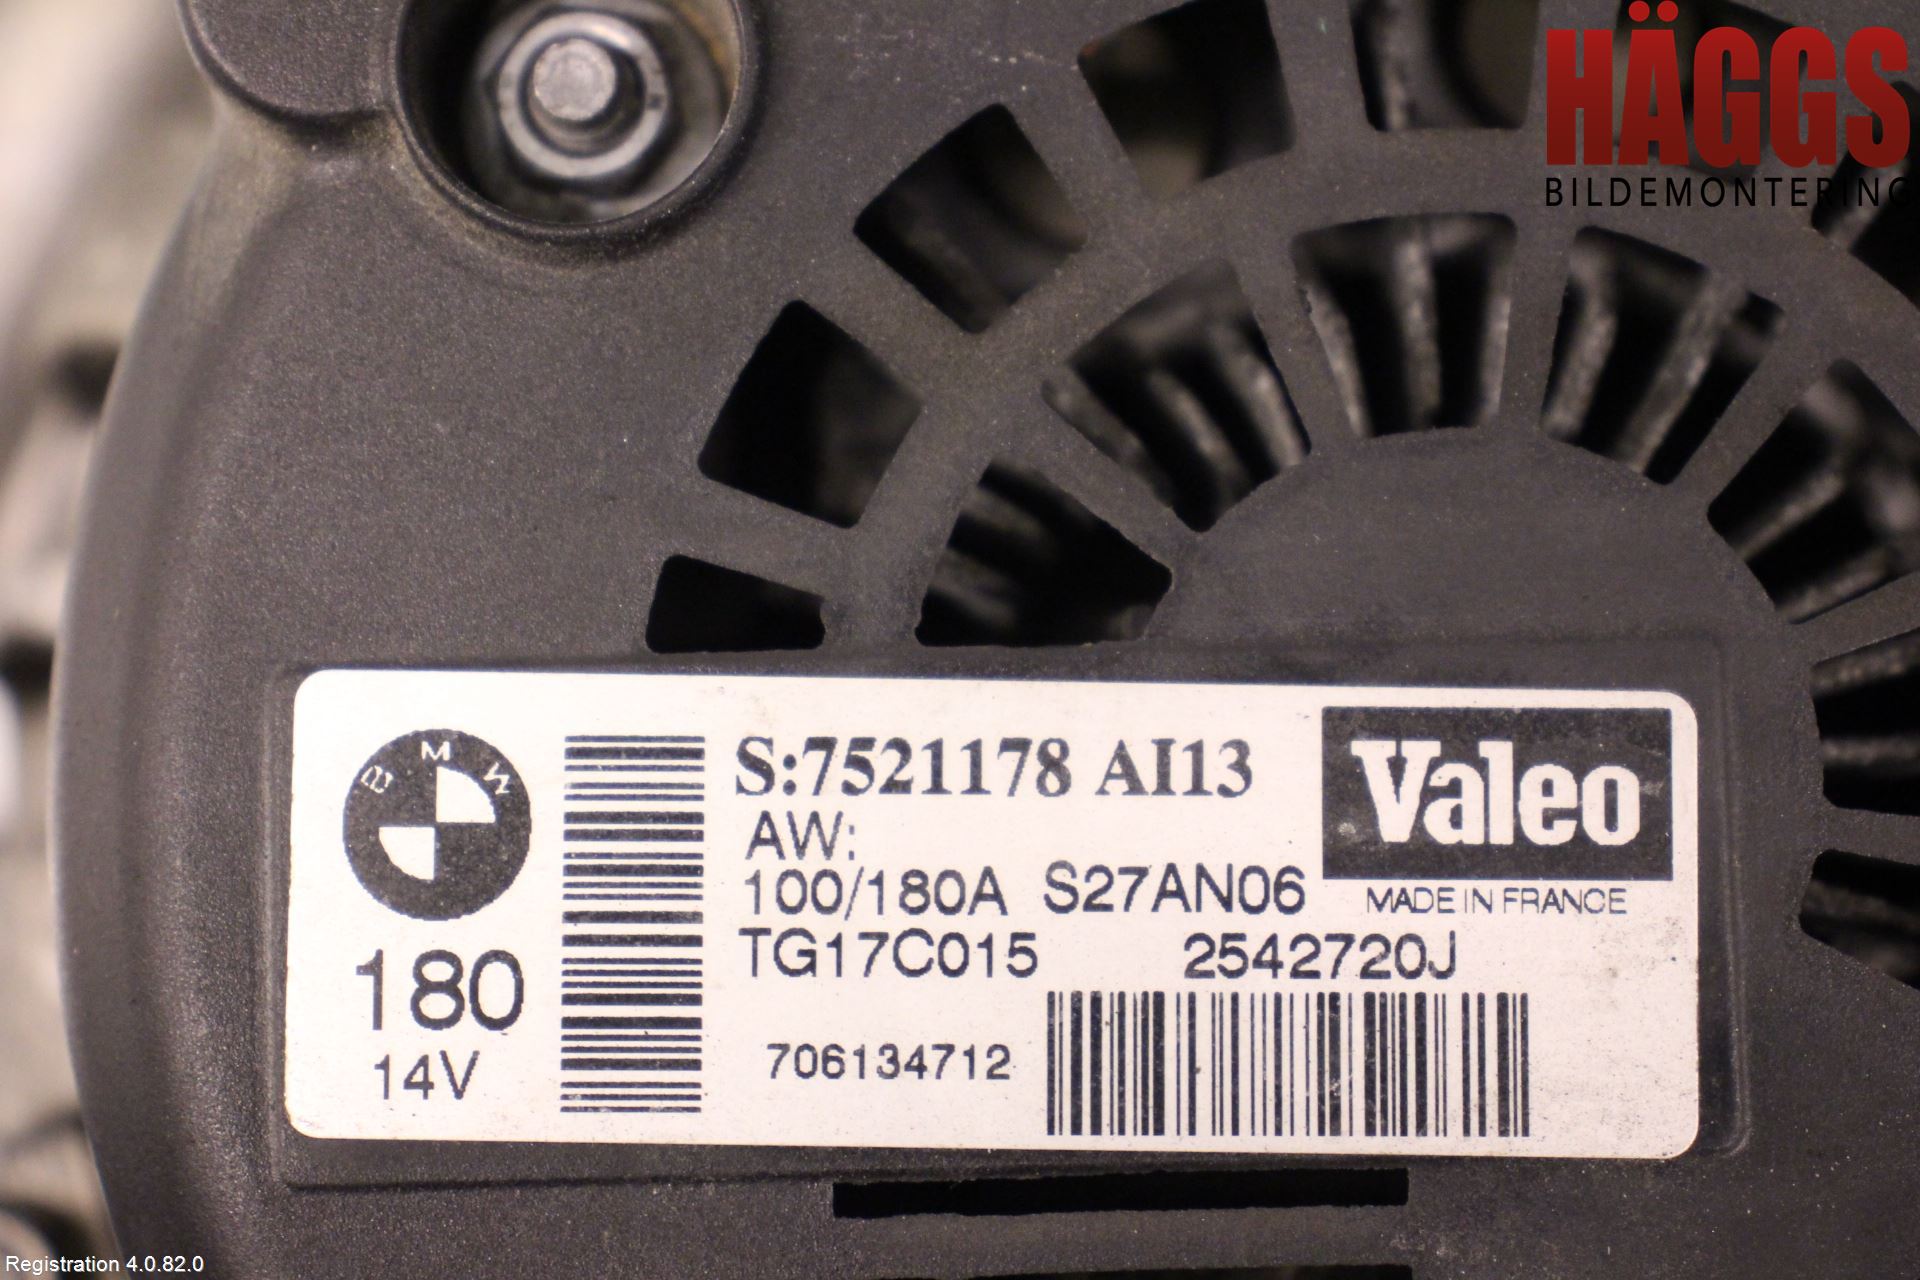 HÄGGS
BILDEMONTERING
BMW
S:7521178 AI13
Valeo
AW:
100/180A S27AN06
MADE IN FRANCE
TG17C015 2542720J
180
14V
706134712
Registration 4.0.82.0